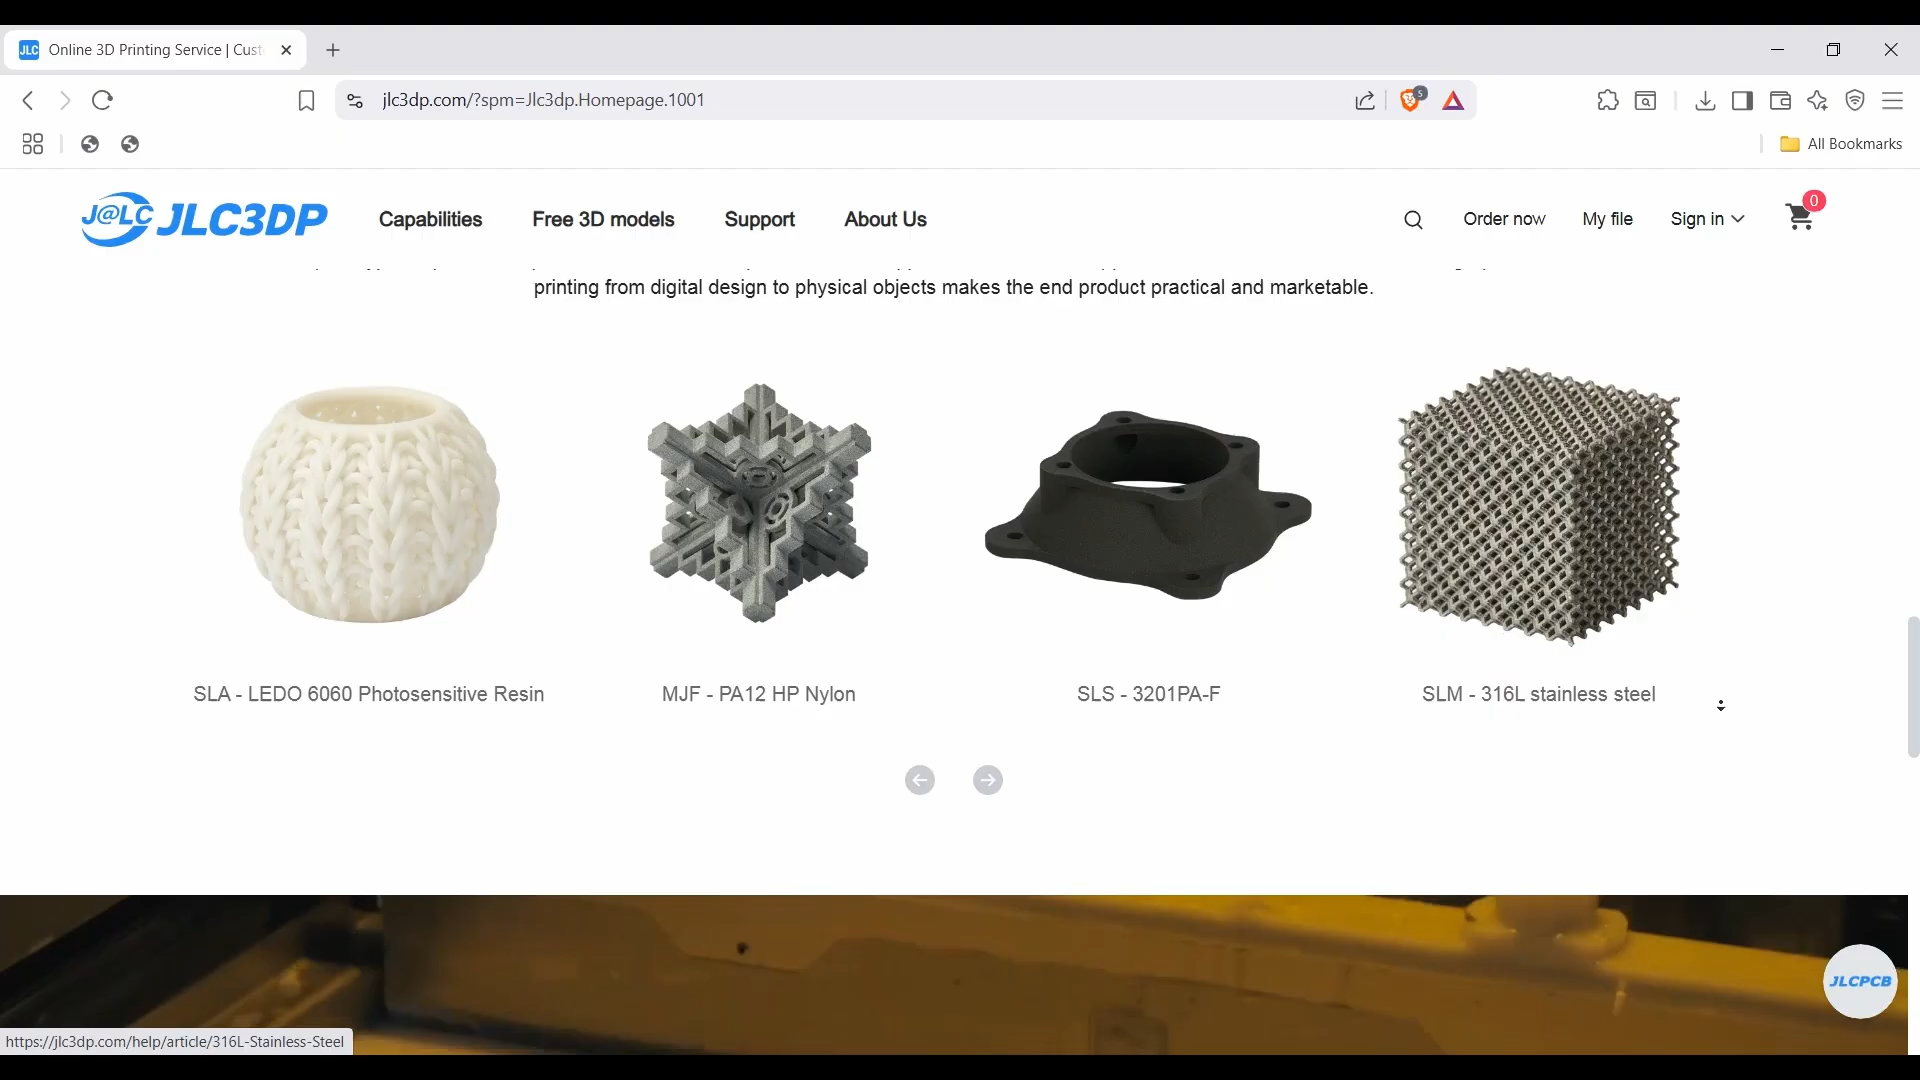 JLC Online 3D Printing Service | Cust
jlc3dp.com/?spm=Jlc3dp.Homepage.1001
5
All Bookmarks
J@LC JLC3DP
Capabilities
Free 3D models
Support
About Us
Order now
My file
Sign in
0
printing from digital design to physical objects makes the end product practical and marketable.
SLA - LEDO 6060 Photosensitive Resin
MJF - PA12 HP Nylon
SLS - 3201PA-F
SLM - 316L stainless steel
JLCPCB
https://jlc3dp.com/help/article/316L-Stainless-Steel